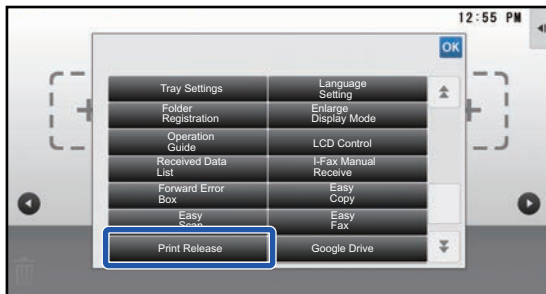 12:55 PM
OK
Tray Settings
Language
Setting
Folder
Registration
Enlarge
Display Mode
Operation
Guide
LCD Control
Received Data
List
I-Fax Manual
Receive
Forward Error
Box
Easy
Copy
Easy
Scan
Easy
Fax
Print Release
Google Drive